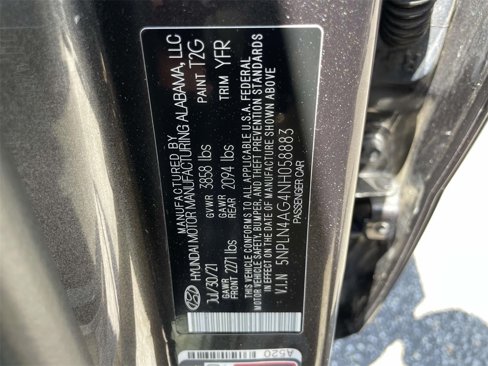 MANUFACTURED BY
HYUNDAI MOTOR MANUFACTURING ALABAMA, LLC
JUL/30/21 GVWR 3858 lbs PAINT T2G
GAWR FRONT 2271 lbs GAWR REAR 2094 lbs TRIM YFR
THIS VEHICLE CONFORMS TO ALL APPLICABLE U.S.A. FEDERAL
MOTOR VEHICLE SAFETY, BUMPER, AND THEFT PREVENTION STANDARDS
IN EFFECT ON THE DATE OF MANUFACTURE SHOWN ABOVE
V.I.N 5NPLN4AG4NH058883
PASSENGER CAR
A520